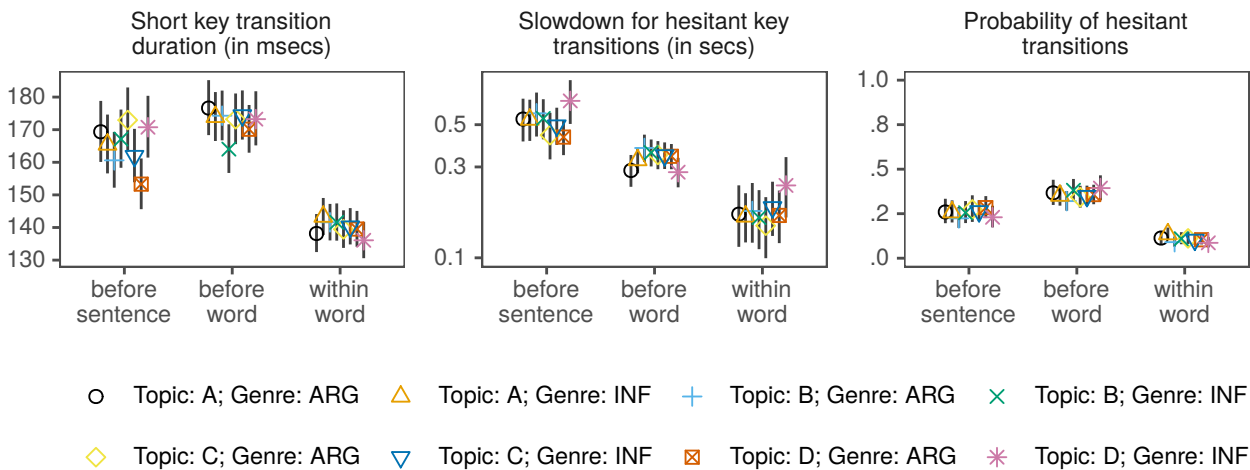 Short key transition
duration (in msecs)
180
170
160
150
140
130
before
sentence
before
word
within
word
Slowdown for hesitant key
transitions (in secs)
0.5
0.3
0.1
before
sentence
before
word
within
word
Probability of hesitant
transitions
1.0
.8
.5
.2
.0
before
sentence
before
word
within
word
Topic: A; Genre: ARG
Topic: A; Genre: INF
Topic: B; Genre: ARG
Topic: B; Genre: INF
Topic: C; Genre: ARG
Topic: C; Genre: INF
Topic: D; Genre: ARG
Topic: D; Genre: INF